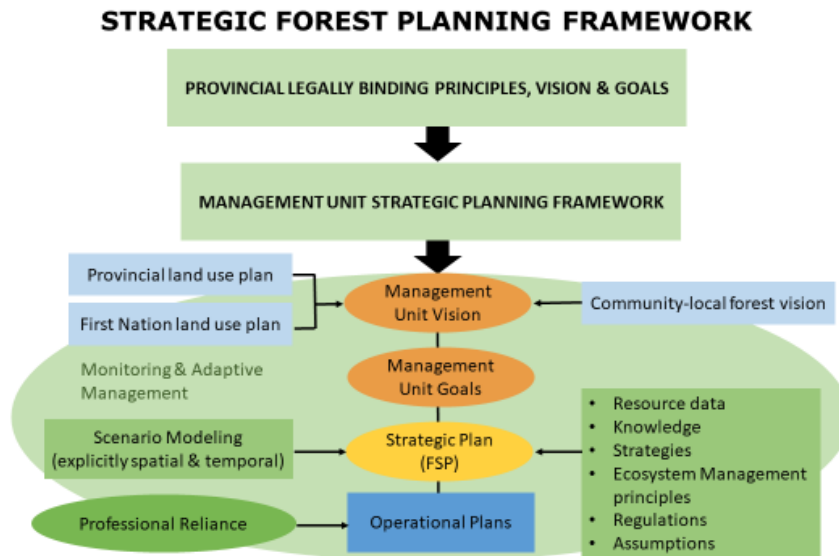 STRATEGIC FOREST PLANNING FRAMEWORK
PROVINCIAL LEGALLY BINDING PRINCIPLES, VISION & GOALS
MANAGEMENT UNIT STRATEGIC PLANNING FRAMEWORK
Provincial land use plan
First Nation land use plan
Management
Unit Vision
Community-local forest vision
Monitoring & Adaptive
Management
Management
Unit Goals
Scenario Modeling
(explicitly spatial & temporal)
Strategic Plan
(FSP)
• Resource data
• Knowledge
• Strategies
• Ecosystem Management
principles
• Regulations
• Assumptions
Professional Reliance
Operational Plans